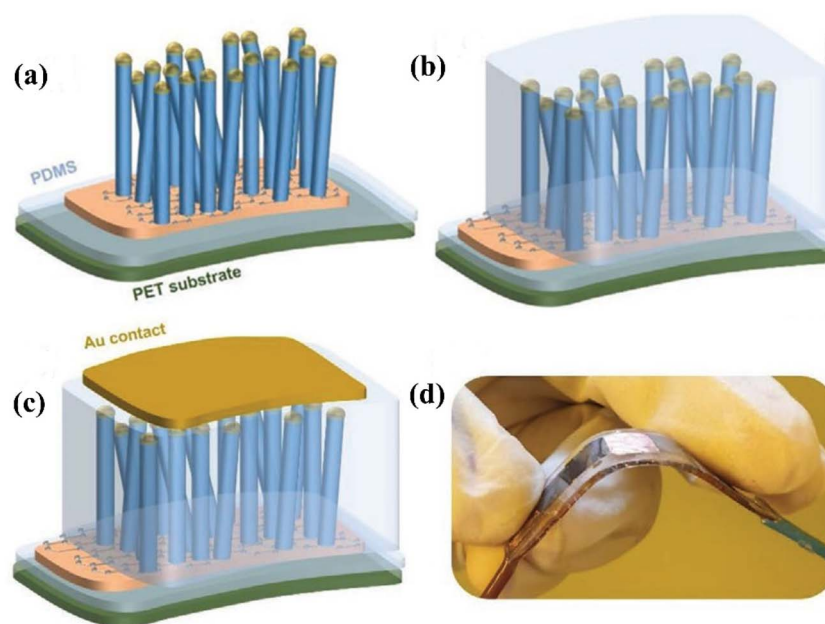 (a)
PDMS
PET substrate
(b)
Au contact
(c)
(d)